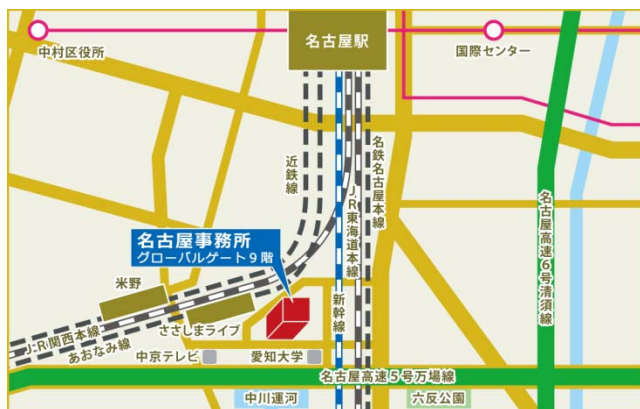 名古屋駅
中村区役所
国際センター
近鉄線
名鉄名古屋本線
JR東海道本線
名古屋高速6号清須線
名古屋事務所
グローバルゲート9階
米野
ささしまライブ
新幹線
JR関西本線
あおなみ線
中京テレビ
愛知大学
名古屋高速5号万場線
中川運河
六反公園